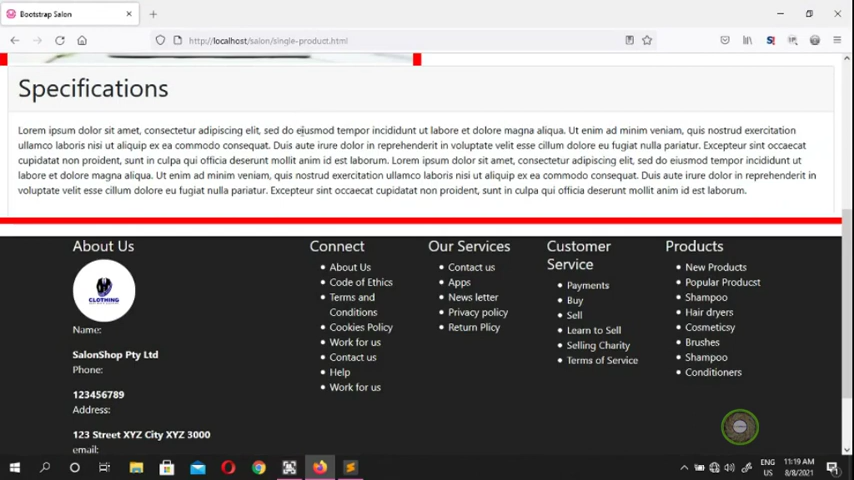 Bootstrap Salon
http://localhost/salon/single-product.html
Specifications
Lorem ipsum dolor sit amet, consectetur adipiscing elit, sed do eiusmod tempor incididunt ut labore et dolore magna aliqua. Ut enim ad minim veniam, quis nostrud exercitation
ullamco laboris nisi ut aliquip ex ea commodo consequat. Duis aute irure dolor in reprehenderit in voluptate velit esse cillum dolore eu fugiat nulla pariatur. Excepteur sint occaecat
cupidatat non proident, sunt in culpa qui officia deserunt mollit anim id est laborum. Lorem ipsum dolor sit amet, consectetur adipiscing elit, sed do eiusmod tempor incididunt ut
labore et dolore magna aliqua. Ut enim ad minim veniam, quis nostrud exercitation ullamco laboris nisi ut aliquip ex ea commodo consequat. Duis aute irure dolor in reprehenderit in
voluptate velit esse cillum dolore eu fugiat nulla pariatur. Excepteur sint occaecat cupidatat non proident, sunt in culpa qui officia deserunt mollit anim id est laborum.
About Us
CLOTHING
Name:
SalonShop Pty Ltd
Phone:
123456789
Address:
123 Street XYZ City XYZ 3000
email:
Connect
About Us
Code of Ethics
Terms and
Conditions
Cookies Policy
Work for us
Contact us
Help
Work for us
Our Services
Contact us
Apps
News letter
Privacy policy
Return Plicy
Customer
Service
Payments
Buy
Sell
Learn to Sell
Selling Charity
Terms of Service
Products
New Products
Popular Producst
Shampoo
Hair dryers
Cosmeticsy
Brushes
Shampoo
Conditioners
ENG
US
11:19 AM
8/8/2021